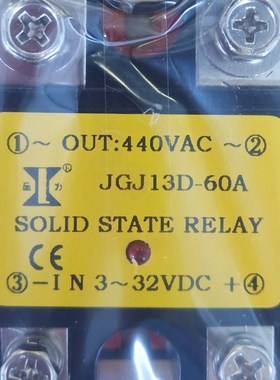 ①～ OUT:440VAC ～②
®
JGJ13D-60A
SOLID STATE RELAY
CE
③－IN 3～32VDC ＋④